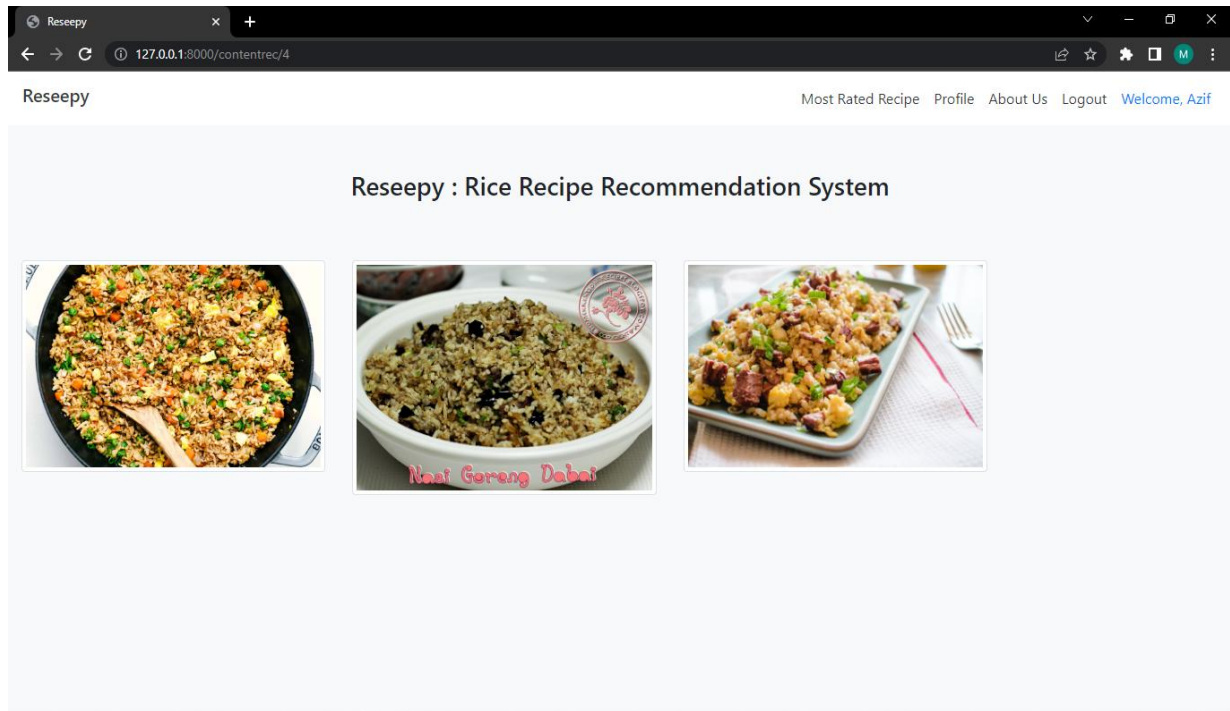 Reseepy
127.0.0.1:8000/contentrec/4
M
Reseepy
Most Rated Recipe Profile About Us Logout Welcome, Azif
Reseepy : Rice Recipe Recommendation System
Nasi Goreng Dabai